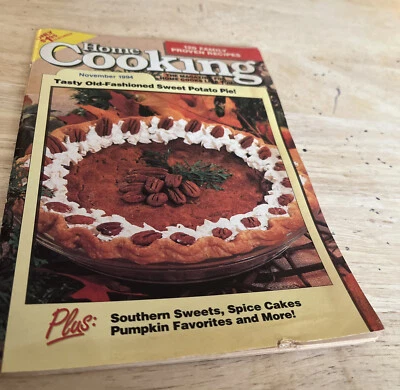 Home
Cooking
125 FAMILY
PROVEN RECIPES
November 1994
Tasty Old-Fashioned Sweet Potato Pie!
Plus:
Southern Sweets, Spice Cakes
Pumpkin Favorites and More!